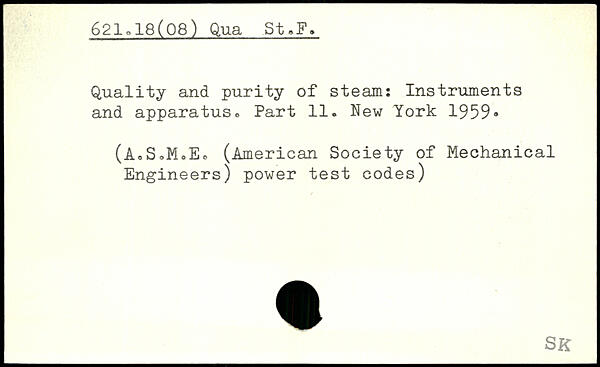 621.18(08) Qua St.F.
Quality and purity of steam: Instruments
and apparatus. Part 11. New York 1959.
(A.S.M.E. (American Society of Mechanical
Engineers) power test codes)
SK